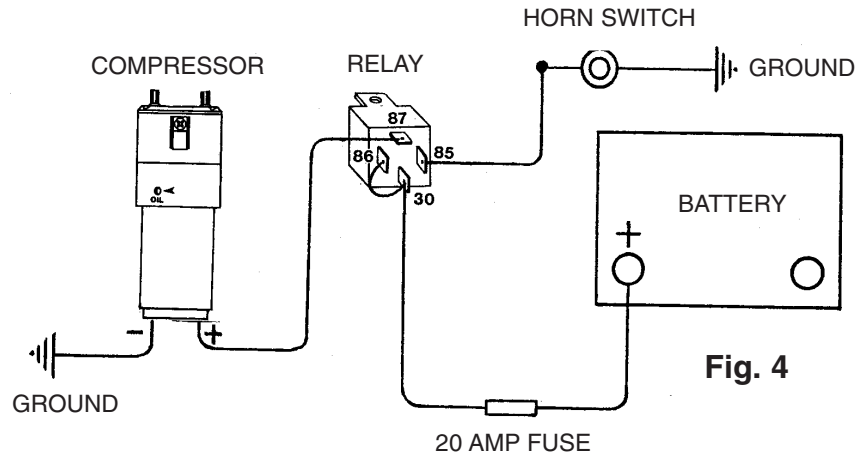 HORN SWITCH
COMPRESSOR
RELAY
GROUND
87
86
85
30
OIL
BATTERY
+
- +
GROUND
Fig. 4
20 AMP FUSE